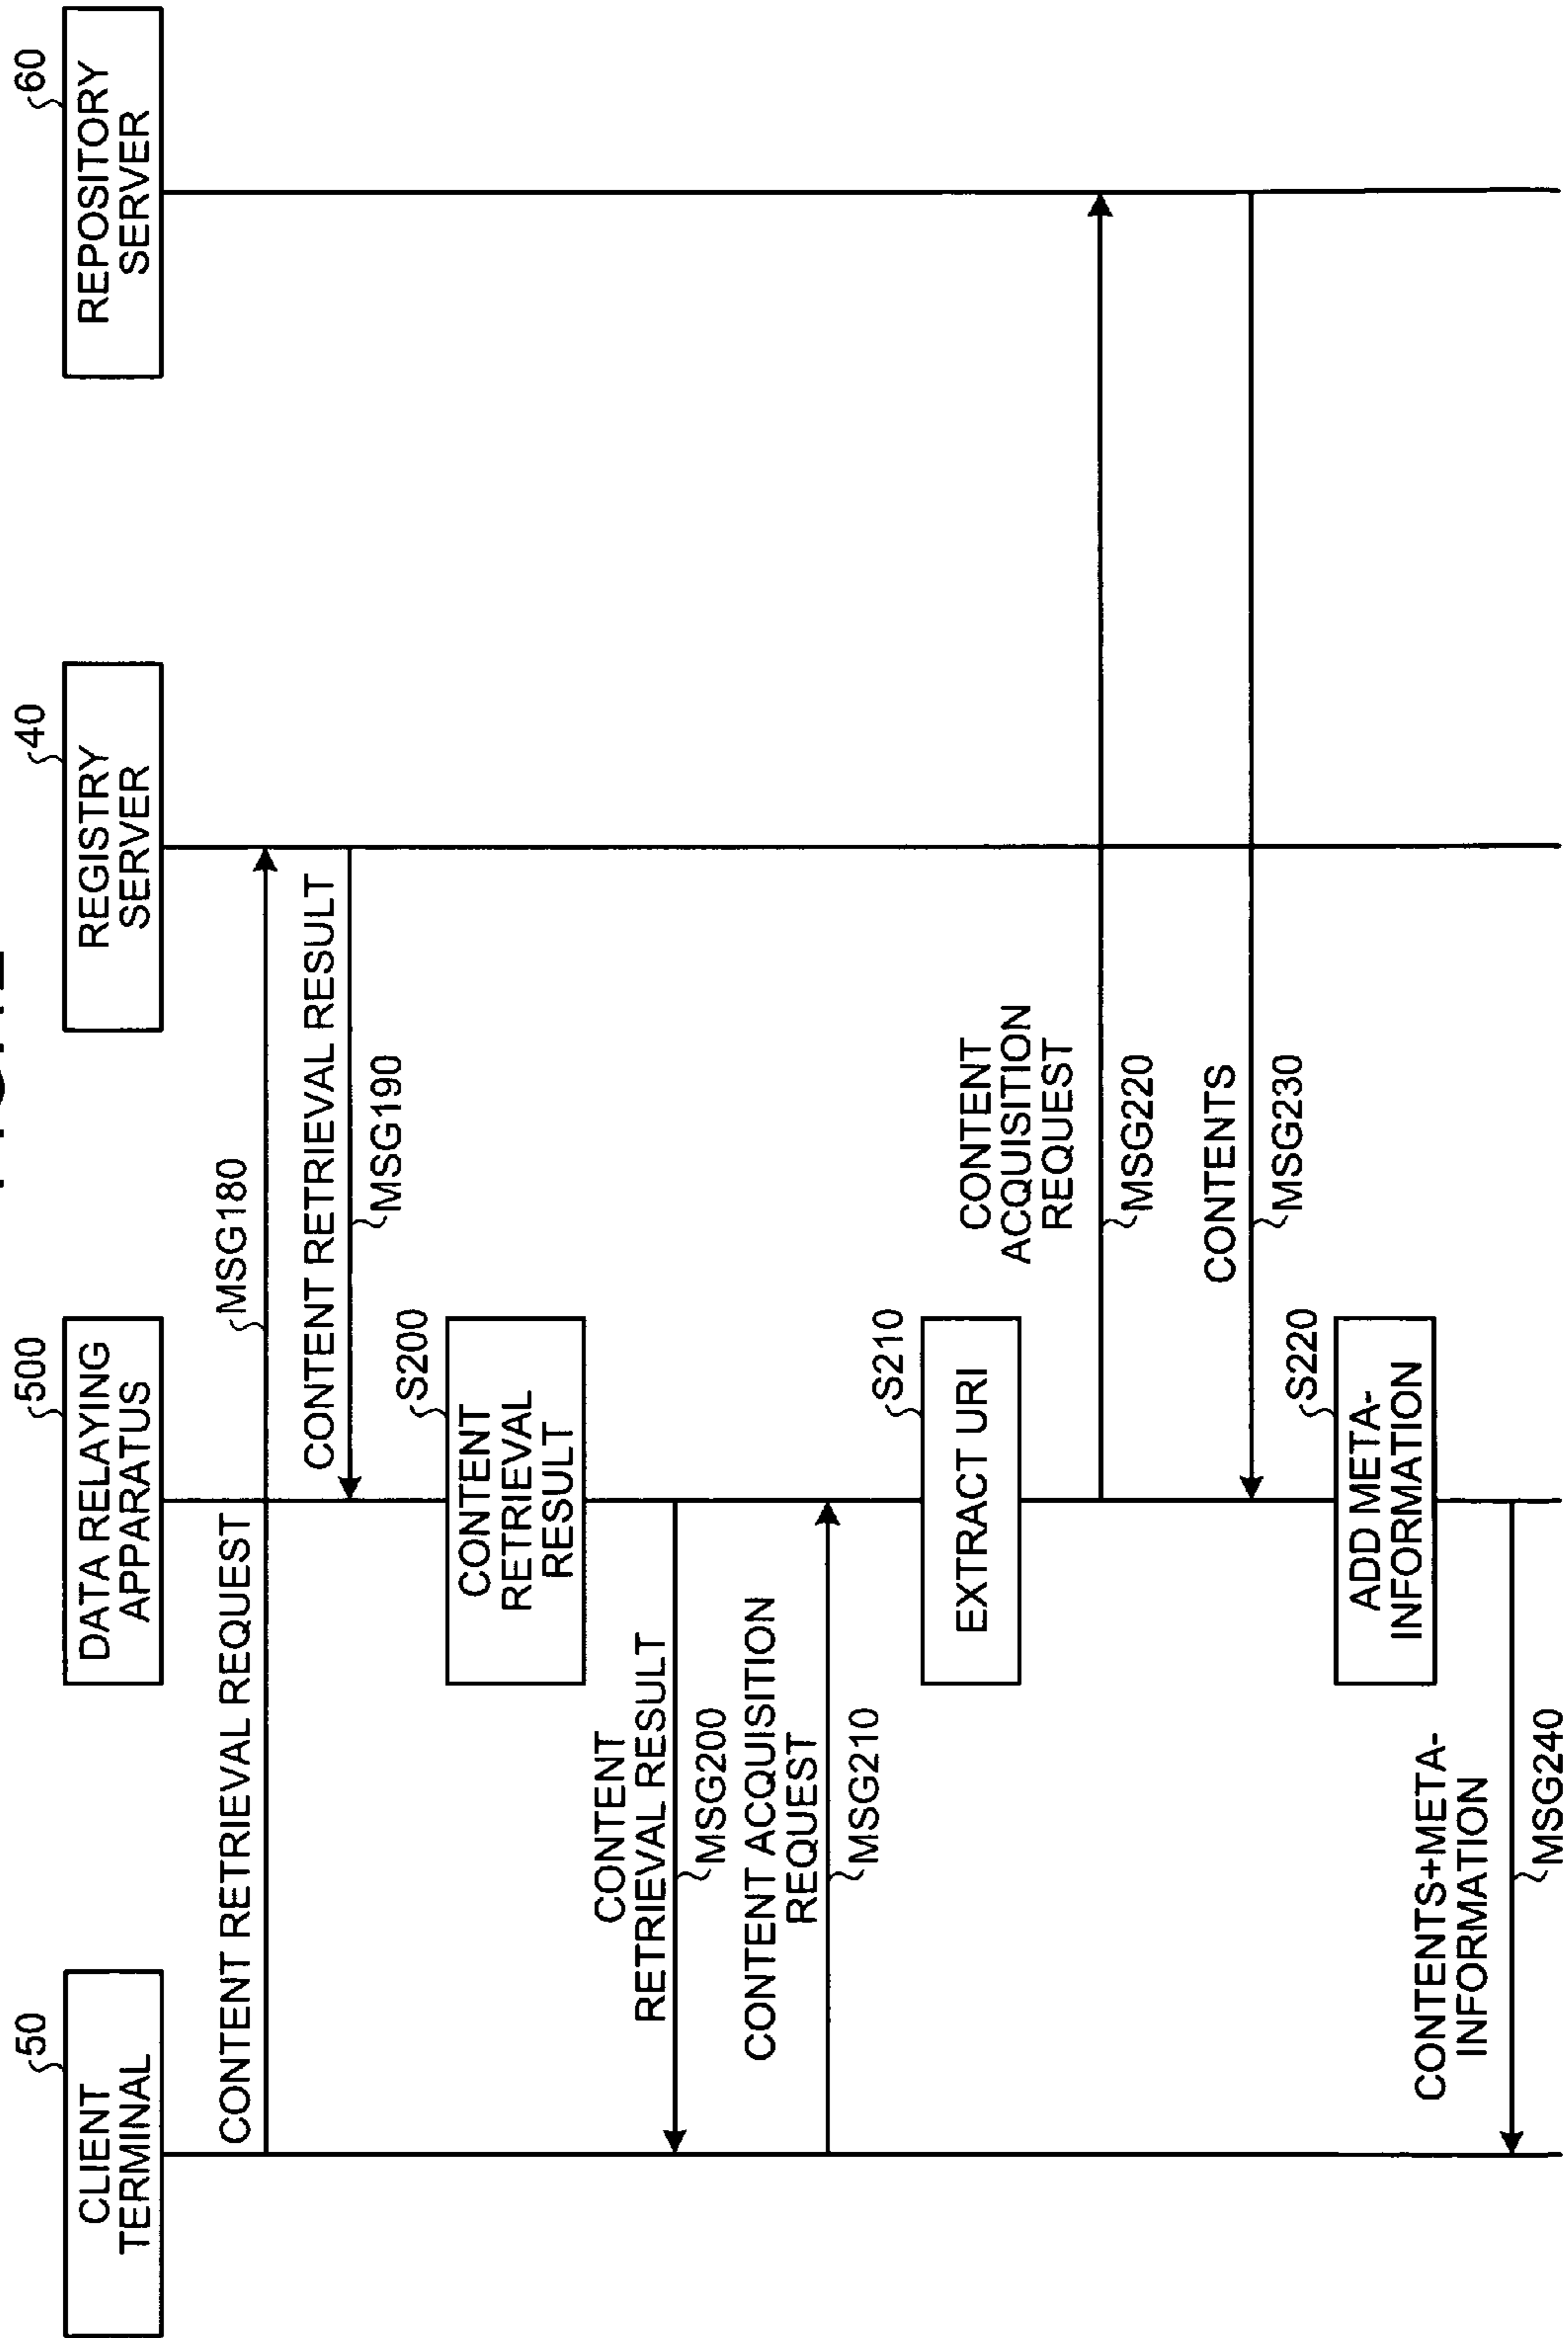 CLIENT
TERMINAL
50
DATA RELAYING
APPARATUS
500
REGISTRY
SERVER
40
REPOSITORY
SERVER
60
CONTENT RETRIEVAL REQUEST
MSG180
CONTENT RETRIEVAL RESULT
MSG190
S200
CONTENT
RETRIEVAL
RESULT
CONTENT
RETRIEVAL RESULT
MSG200
CONTENT ACQUISITION
REQUEST
MSG210
S210
EXTRACT URI
CONTENT
ACQUISITION
REQUEST
MSG220
CONTENTS
MSG230
S220
ADD META-
INFORMATION
CONTENTS+META-
INFORMATION
MSG240